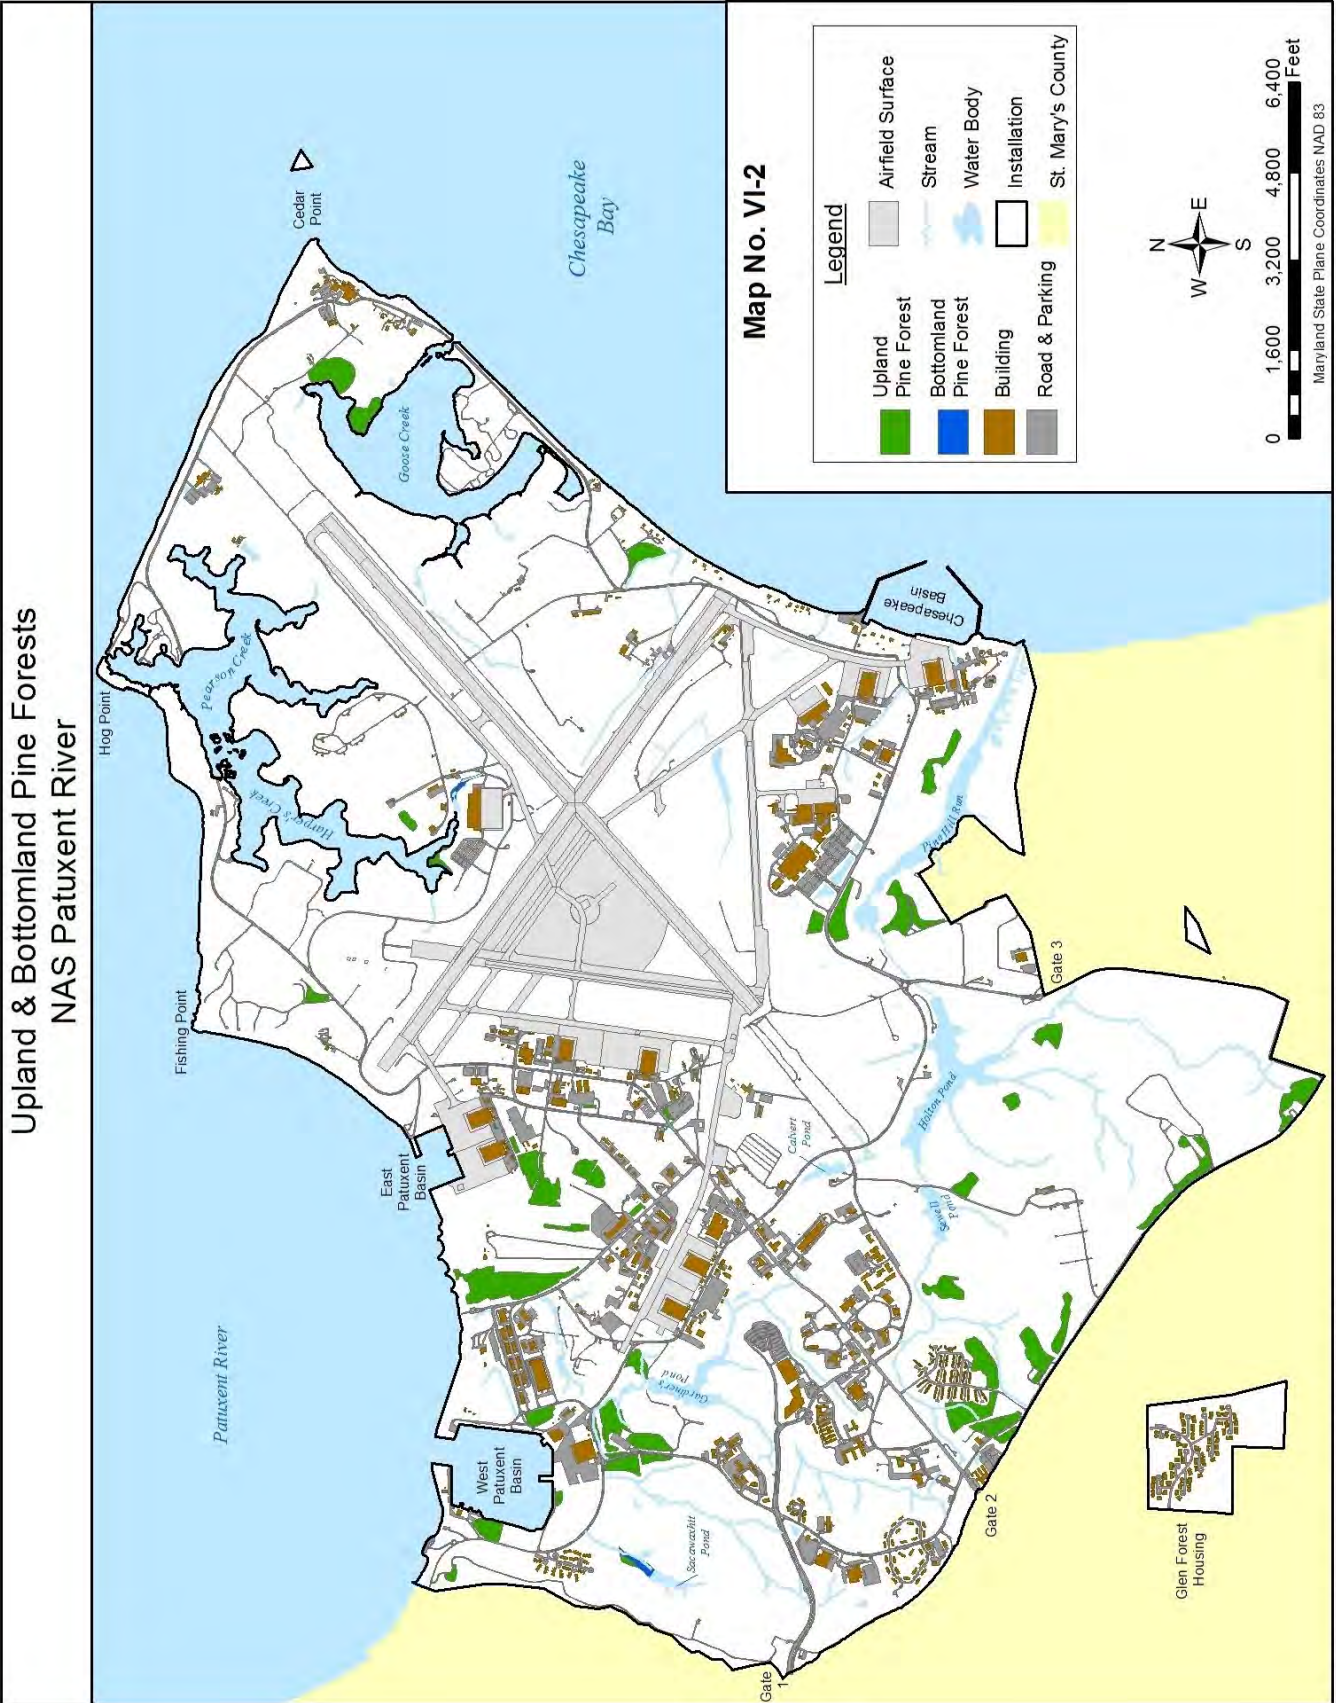 Upland & Bottomland Pine Forests
NAS Patuxent River
Cedar
Point
Chesapeake
Bay
Goose Creek
Hog Point
Pearson Creek
Harper's Creek
Fishing Point
Chesapeake
Basin
Pine Hill Run
Gate 3
East
Patuxent
Basin
Calvert
Pond
Holton Pond
Sewell
Pond
Patuxent River
Gardiner's
Pond
West
Patuxent
Basin
Sacawaxhit
Pond
Gate 2
Gate
1
Glen Forest
Housing
Map No. VI-2
Legend
Upland
Pine Forest
Bottomland
Pine Forest
Building
Road & Parking
Airfield Surface
Stream
Water Body
Installation
St. Mary's County
N
W
E
S
0
1,600
3,200
4,800
6,400
Feet
Maryland State Plane Coordinates NAD 83